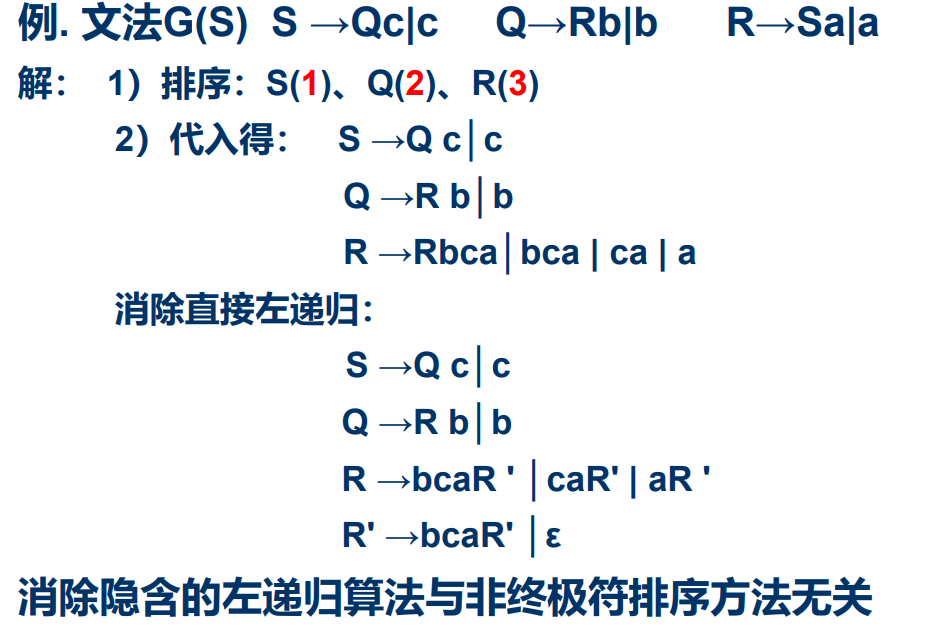 例. 文法G(S) S →Qc|c Q→Rb|b R→Sa|a
解： 1）排序：S(1)、Q(2)、R(3)
2）代入得： S →Q c│c
Q →R b│b
R →Rbca│bca | ca | a
消除直接左递归：
S →Q c│c
Q →R b│b
R →bcaR '│caR' | aR '
R' →bcaR' │ε
消除隐含的左递归算法与非终极符排序方法无关